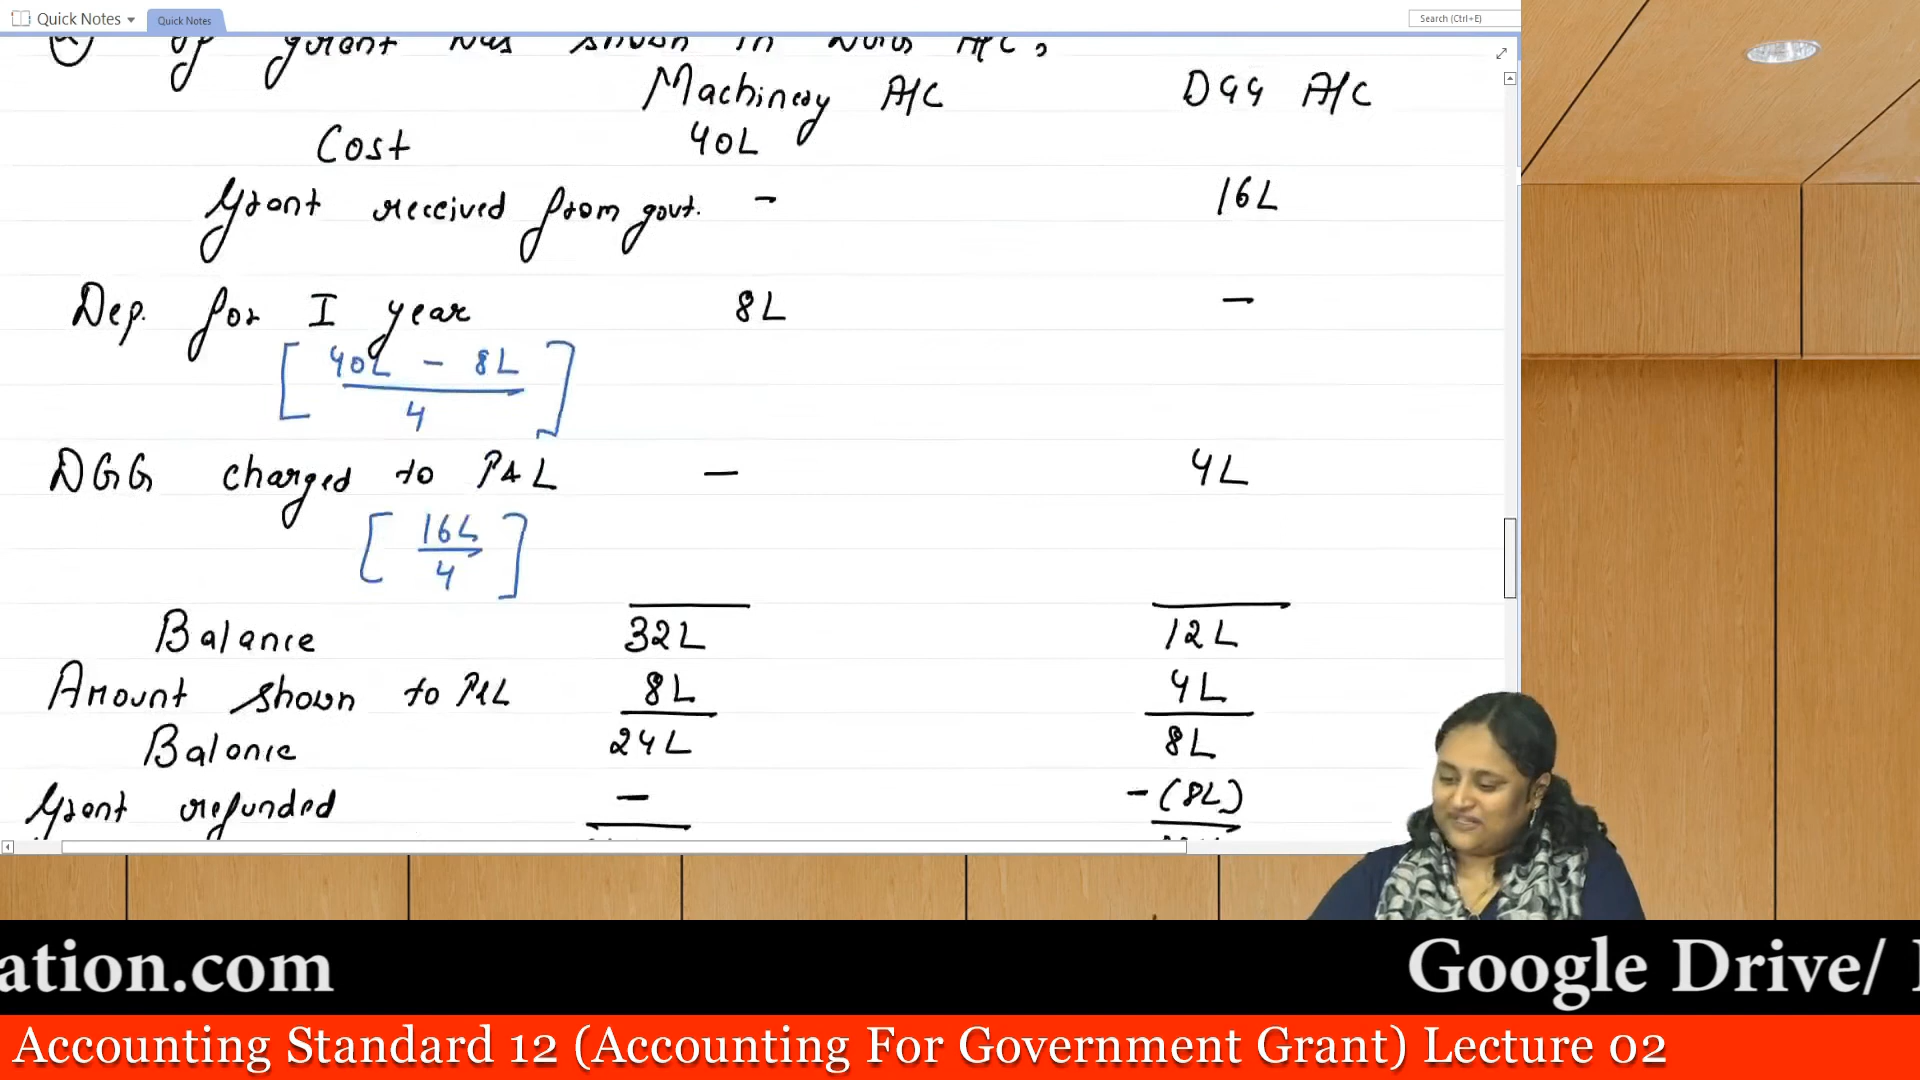 Quick Notes
Quick Notes
Search (Ctrl+E)
Machinery A/C DGG A/C
Cost 40L
Grant received from govt. - 16L
Dep. for I year 8L -
[40L - 8L
4]
DGG charged to P&L - 4L
[16L
4]
Balance 32L 12L
Amount shown to P&L 8L 4L
Balance 24L 8L
Grant refunded - -(8L)
ation.com Google Drive/
Accounting Standard 12 (Accounting For Government Grant) Lecture 02